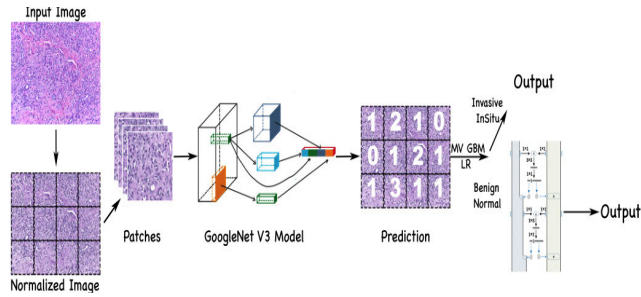 Input Image
Normalized Image
Patches
GoogleNet V3 Model
1 2 1 0
0 1 2 1
1 3 1 1
Prediction
MV GBM
LR
Invasive
InSitu
Benign
Normal
Output
Output